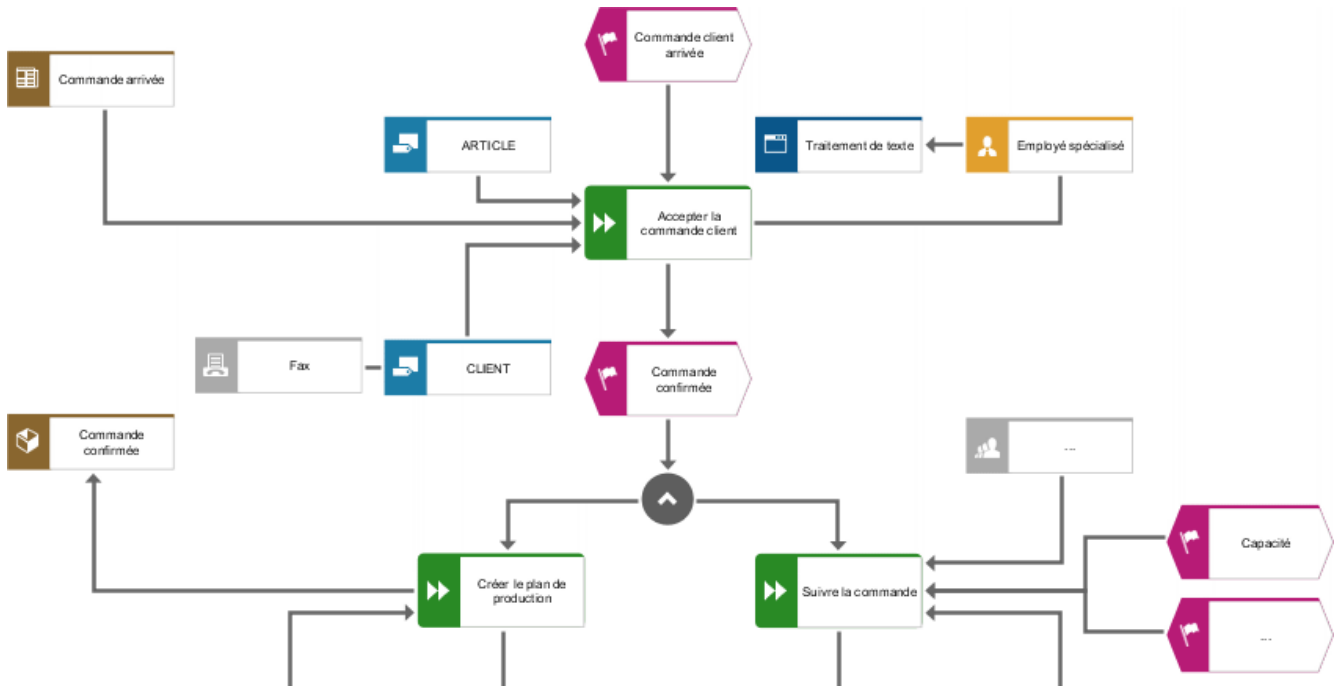 Commande client
arrivée
Commande arrivée
ARTICLE
Traitement de texte
Employé spécialisé
Accepter la
commande client
Fax
CLIENT
Commande
confirmée
Commande
confirmée
...
Capacité
Créer le plan de
production
Suivre la commande
...